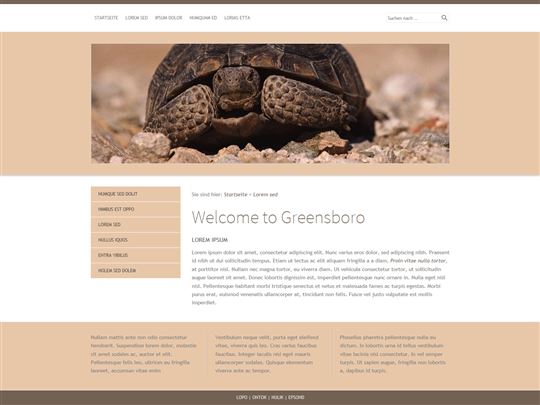 STARTSEITE LOREM SED IPSUM DOLOR NUMQUAM ED LORAS ETTA
Suchen nach ...
NUMQUE SED DOLIT
Sie sind hier: Startseite » Lorem sed
NIMBUS EST OPPO
LOREM SED
NULLUS IQUIS
ENTRA TIBILUS
HOLEM SED DOLEM
Welcome to Greensboro
LOREM IPSUM
Lorem ipsum dolor sit amet, consectetur adipiscing elit. Nunc varius eros dolor, sed adipiscing nibh. Praesent
id nibh ut dui sollicitudin tempus. Etiam ut lectus ac elit aliquam fringilla a a diam. Proin vitae nulla tortor,
at porttitor nisl. Nullam nec magna tortor, eu viverra diam. Ut vehicula consectetur tortor, ut sollicitudin
augue laoreet sit amet. Donec lobortis dignissim est, imperdiet pellentesque nunc ornare in. Nulla eget nisl
nisl. Pellentesque habitant morbi tristique senectus et netus et malesuada fames ac turpis egestas. Morbi
purus erat, euismod venenatis ullamcorper at, tincidunt non felis. Fusce vel justo vulputate est mollis
imperdiet.
Nullam mattis ante non odio consectetur
hendrerit. Suspendisse lorem dolor, molestie
sit amet sodales ac, auctor et elit.
Pellentesque felis leo, ultrices eu fringilla
laoreet, accumsan vitae enim
Vestibulum neque velit, porta eget eleifend
vitae, viverra quis leo. Cras varius faucibus
faucibus. Integer iaculis nisl eget mauris
ullamcorper sodales. Quisque elementum
viverra ante ac turpis.
Phasellus pharetra pellentesque nulla eu
dictum. In lobortis urna id tellus vestibulum
vitae lacinia nisl consectetur. In vel semper
turpis. Ut sapien augue, fringilla non lobortis
a, dapibus id turpis.
LOPO | ONTOK | HULIK | EPSOMD